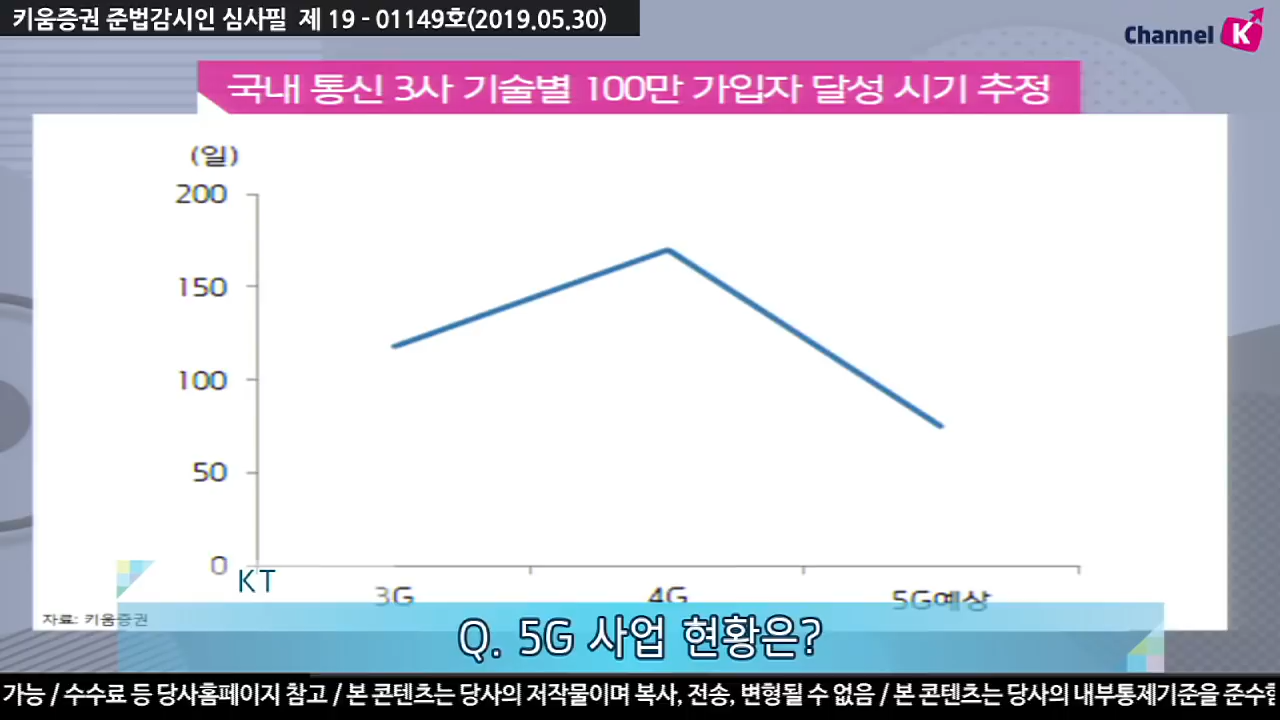 키움증권 준법감시인 심사필 제 19 - 01149호(2019.05.30)
Channel K
국내 통신 3사 기술별 100만 가입자 달성 시기 추정
(일)
200
150
100
50
0
KT
3G 4G 5G예상
자료: 키움증권
Q. 5G 사업 현황은?
가능 / 수수료 등 당사홈페이지 참고 / 본 콘텐츠는 당사의 저작물이며 복사, 전송, 변형될 수 없음 / 본 콘텐츠는 당사의 내부통제기준을 준수